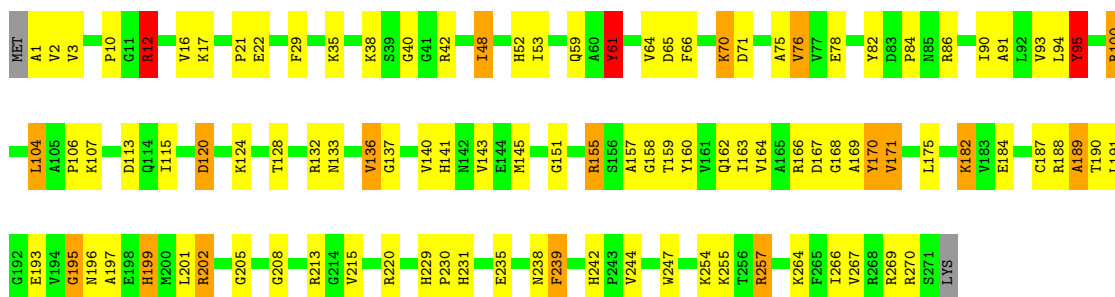 MET A1 V2 V3 P10 G11 R12 V16 K17 P21 E22 F29 K35 K38 S39 G40 G41 R42 I48 H52 I53 Q59 A60 Y61 V64 D65 F66 K70 D71 A75 V76 V77 E78 Y82 D83 P84 N85 R86 I90 A91 L92 V93 L94 Y95 R100
L104 A105 P106 K107 D113 Q114 I115 D120 K124 T128 R132 N133 V136 G137 V140 H141 N142 V143 E144 M145 G151 R155 S156 A157 G158 T159 Y160 V161 Q162 I163 V164 A165 R166 D167 G168 A169 Y170 V171 L175 K182 V183 E184 C187 R188 A189 T190 L191
G192 E193 V194 G195 N196 A197 E198 H199 M200 L201 R202 G205 G208 R213 G214 V215 R220 H229 P230 H231 E235 N238 F239 H242 P243 V244 W247 K254 K255 T256 R257 K264 F265 I266 V267 R268 R269 R270 S271 LYS